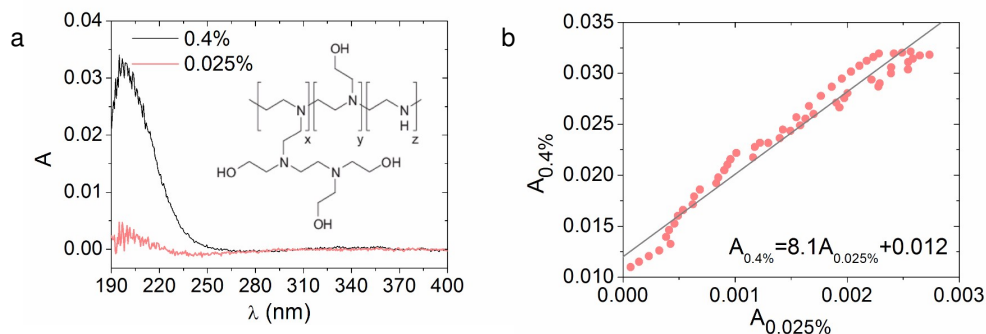 a
0.04
0.03
0.02
0.01
0.00
A
190 220 250 280 310 340 370 400
λ (nm)
0.4%
0.025%
OH
N
N
N
H
x
y
z
HO
N
N
OH
OH
b
0.035
0.030
0.025
0.020
0.015
0.010
A0.4%
0.000 0.001 0.002 0.003
A0.025%
A0.4%=8.1A0.025%+0.012